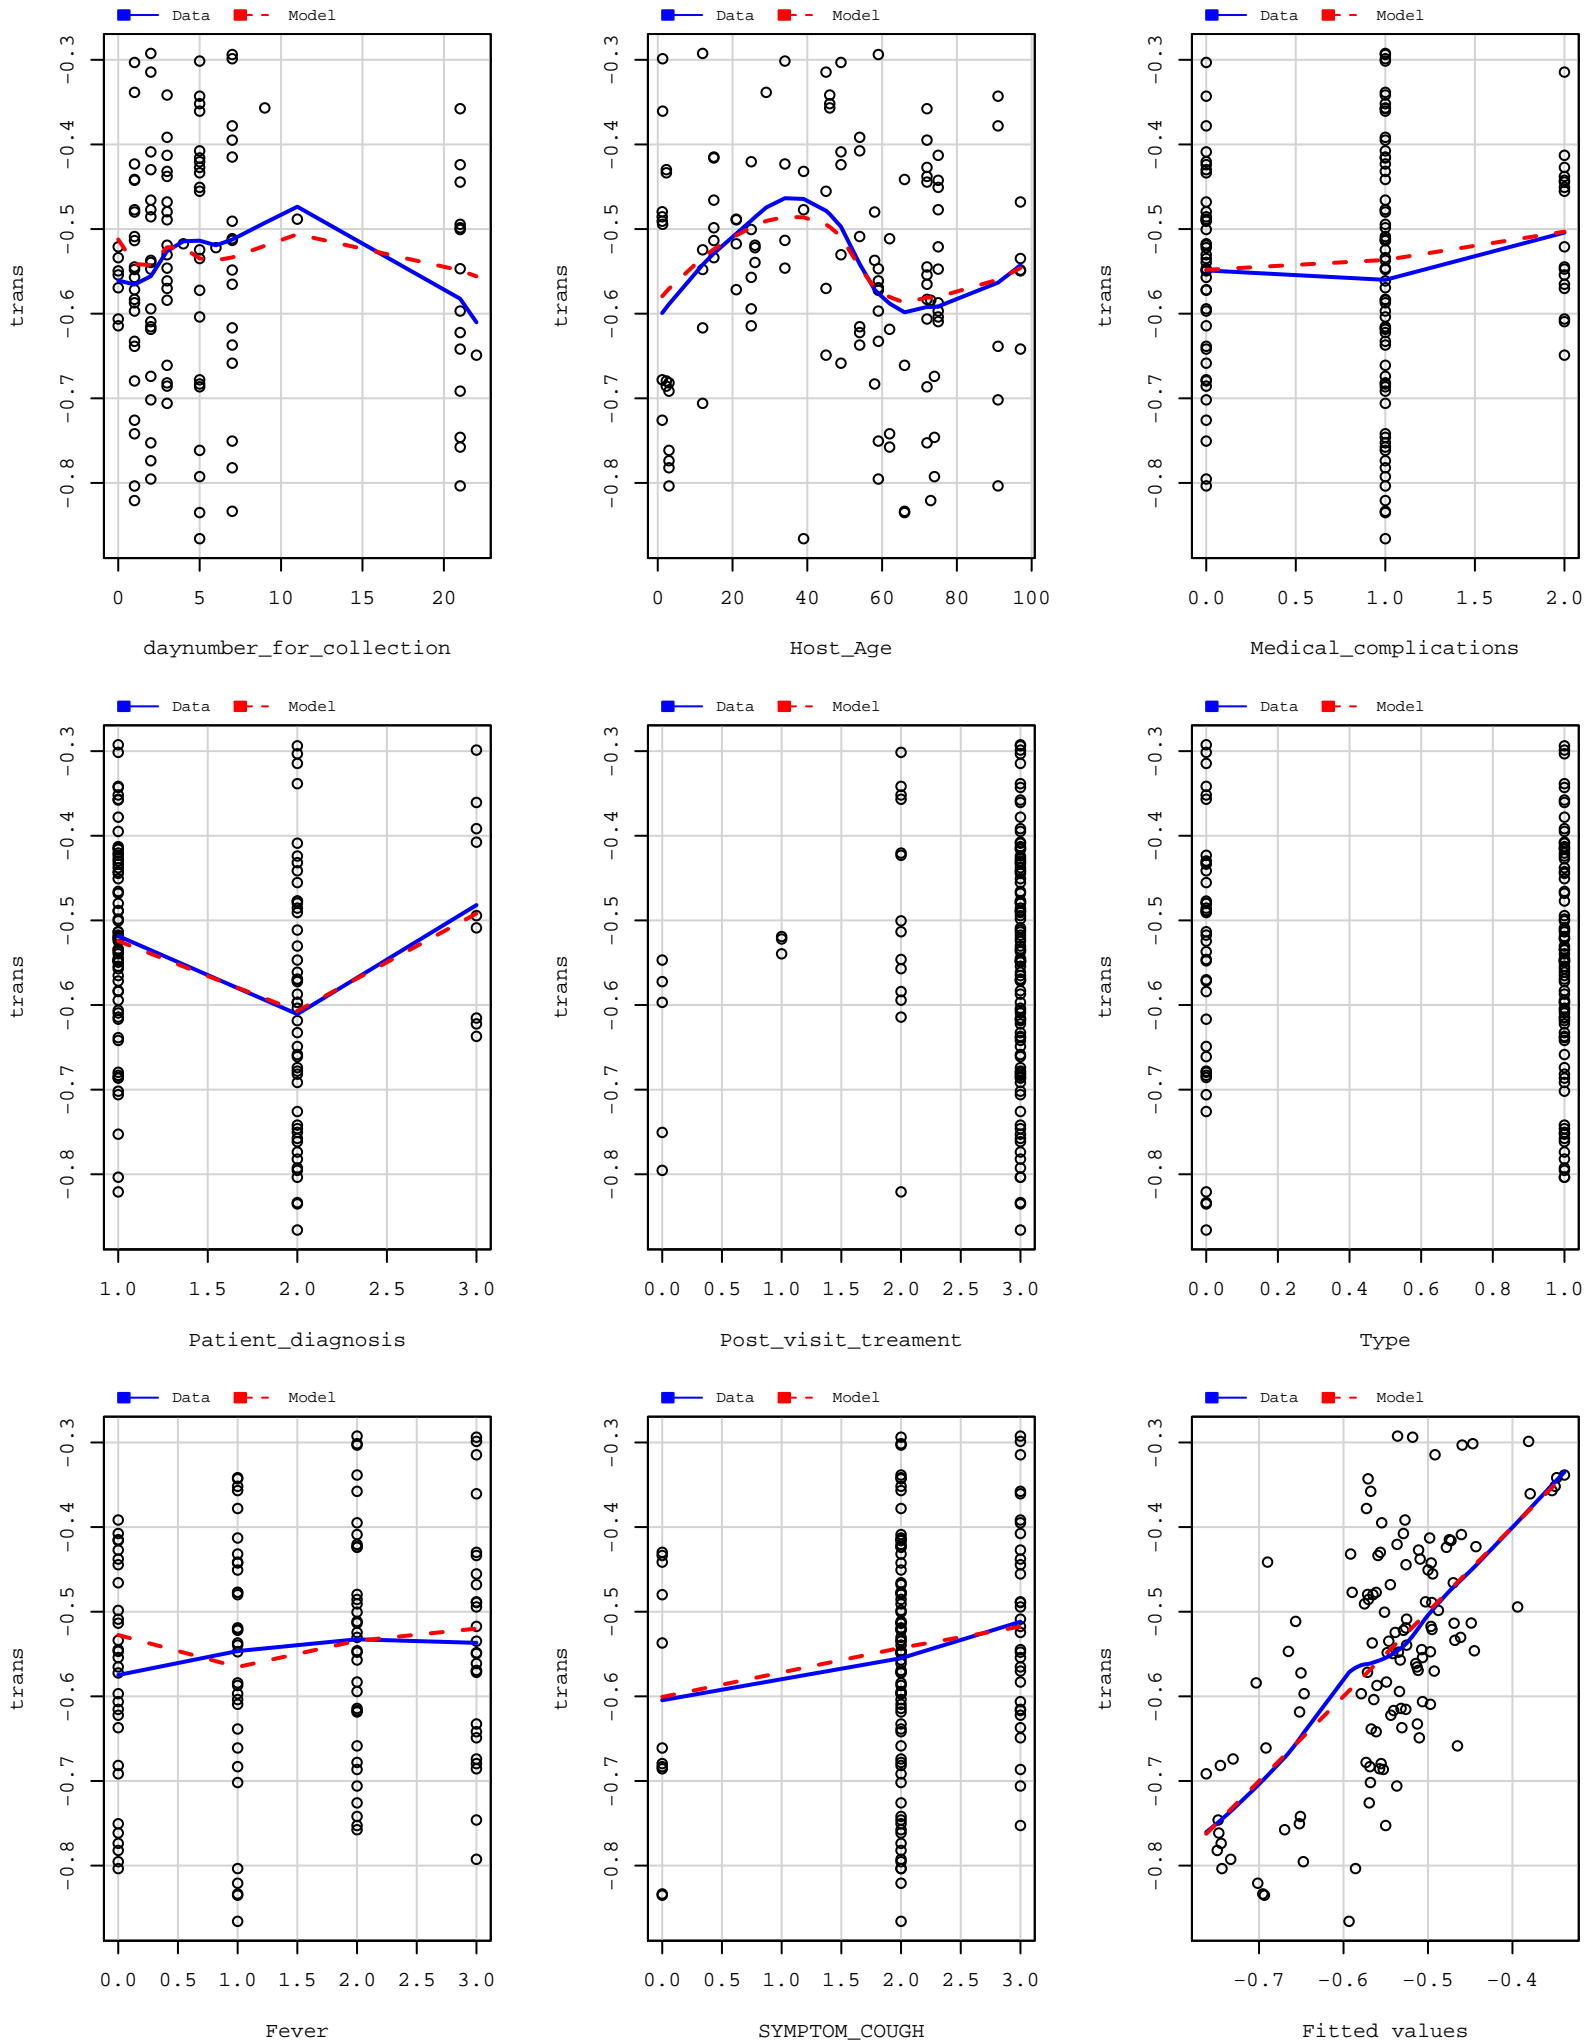 Data Model Data Model Data Model
trans −0.8 −0.7 −0.6 −0.5 −0.4 −0.3 trans −0.8 −0.7 −0.6 −0.5 −0.4 −0.3 trans −0.8 −0.7 −0.6 −0.5 −0.4 −0.3
0 5 10 15 20 0 20 40 60 80 100 0.0 0.5 1.0 1.5 2.0
daynumber_for_collection Host_Age Medical_complications
Data Model Data Model Data Model
trans −0.8 −0.7 −0.6 −0.5 −0.4 −0.3 trans −0.8 −0.7 −0.6 −0.5 −0.4 −0.3 trans −0.8 −0.7 −0.6 −0.5 −0.4 −0.3
1.0 1.5 2.0 2.5 3.0 0.0 0.5 1.0 1.5 2.0 2.5 3.0 0.0 0.2 0.4 0.6 0.8 1.0
Patient_diagnosis Post_visit_treament Type
Data Model Data Model Data Model
trans −0.8 −0.7 −0.6 −0.5 −0.4 −0.3 trans −0.8 −0.7 −0.6 −0.5 −0.4 −0.3 trans −0.8 −0.7 −0.6 −0.5 −0.4 −0.3
0.0 0.5 1.0 1.5 2.0 2.5 3.0 0.0 0.5 1.0 1.5 2.0 2.5 3.0 −0.7 −0.6 −0.5 −0.4
Fever SYMPTOM_COUGH Fitted values